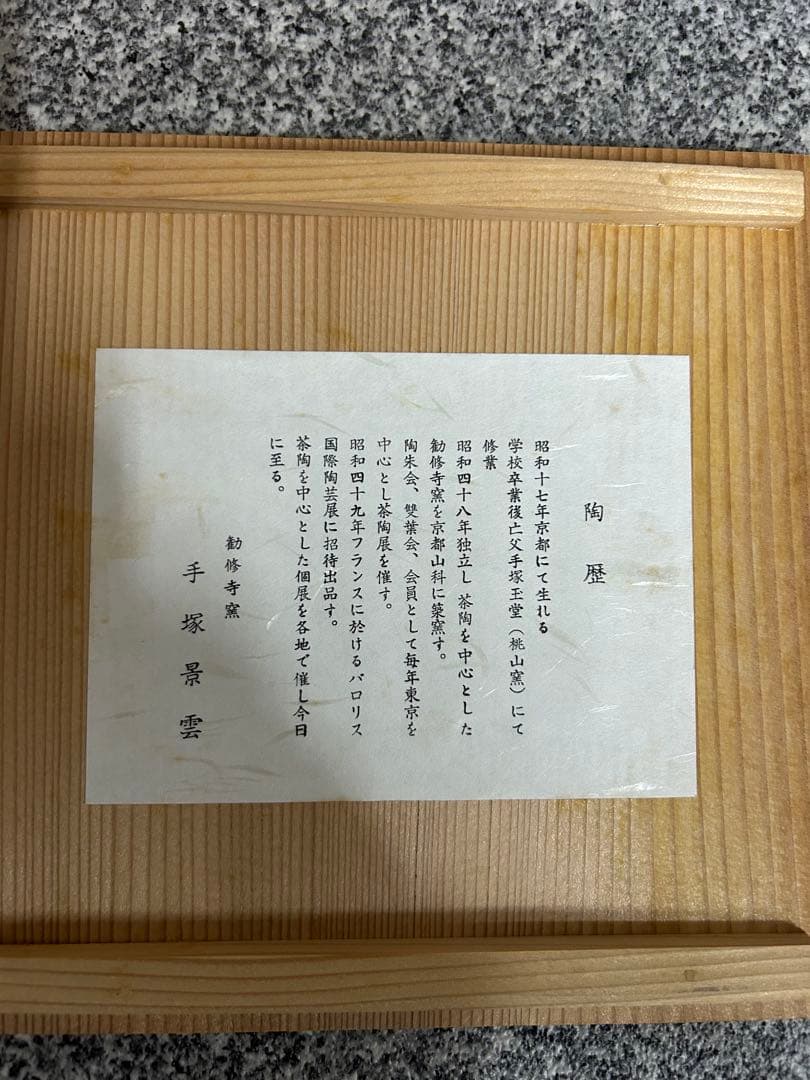 陶歴
昭和十七年京都にて生れる
学校卒業後亡父手塚玉堂（桃山窯）にて
修業
昭和四十八年独立し茶陶を中心とした
勧修寺窯を京都山科に築窯す。
陶朱会、雙葉会、会員として毎年東京を
中心とし茶陶展を催す。
昭和四十九年フランスに於けるバロリス
国際陶芸展に招待出品す。
茶陶を中心とした個展を各地で催し今日
に至る。
勧修寺窯
手塚景雲